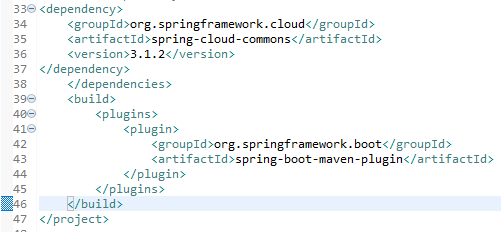 33 <dependency>
34     <groupId>org.springframework.cloud</groupId>
35     <artifactId>spring-cloud-commons</artifactId>
36     <version>3.1.2</version>
37 </dependency>
38     </dependencies>
39     <build>
40         <plugins>
41             <plugin>
42                 <groupId>org.springframework.boot</groupId>
43                 <artifactId>spring-boot-maven-plugin</artifactId>
44             </plugin>
45         </plugins>
46     </build>
47 </project>